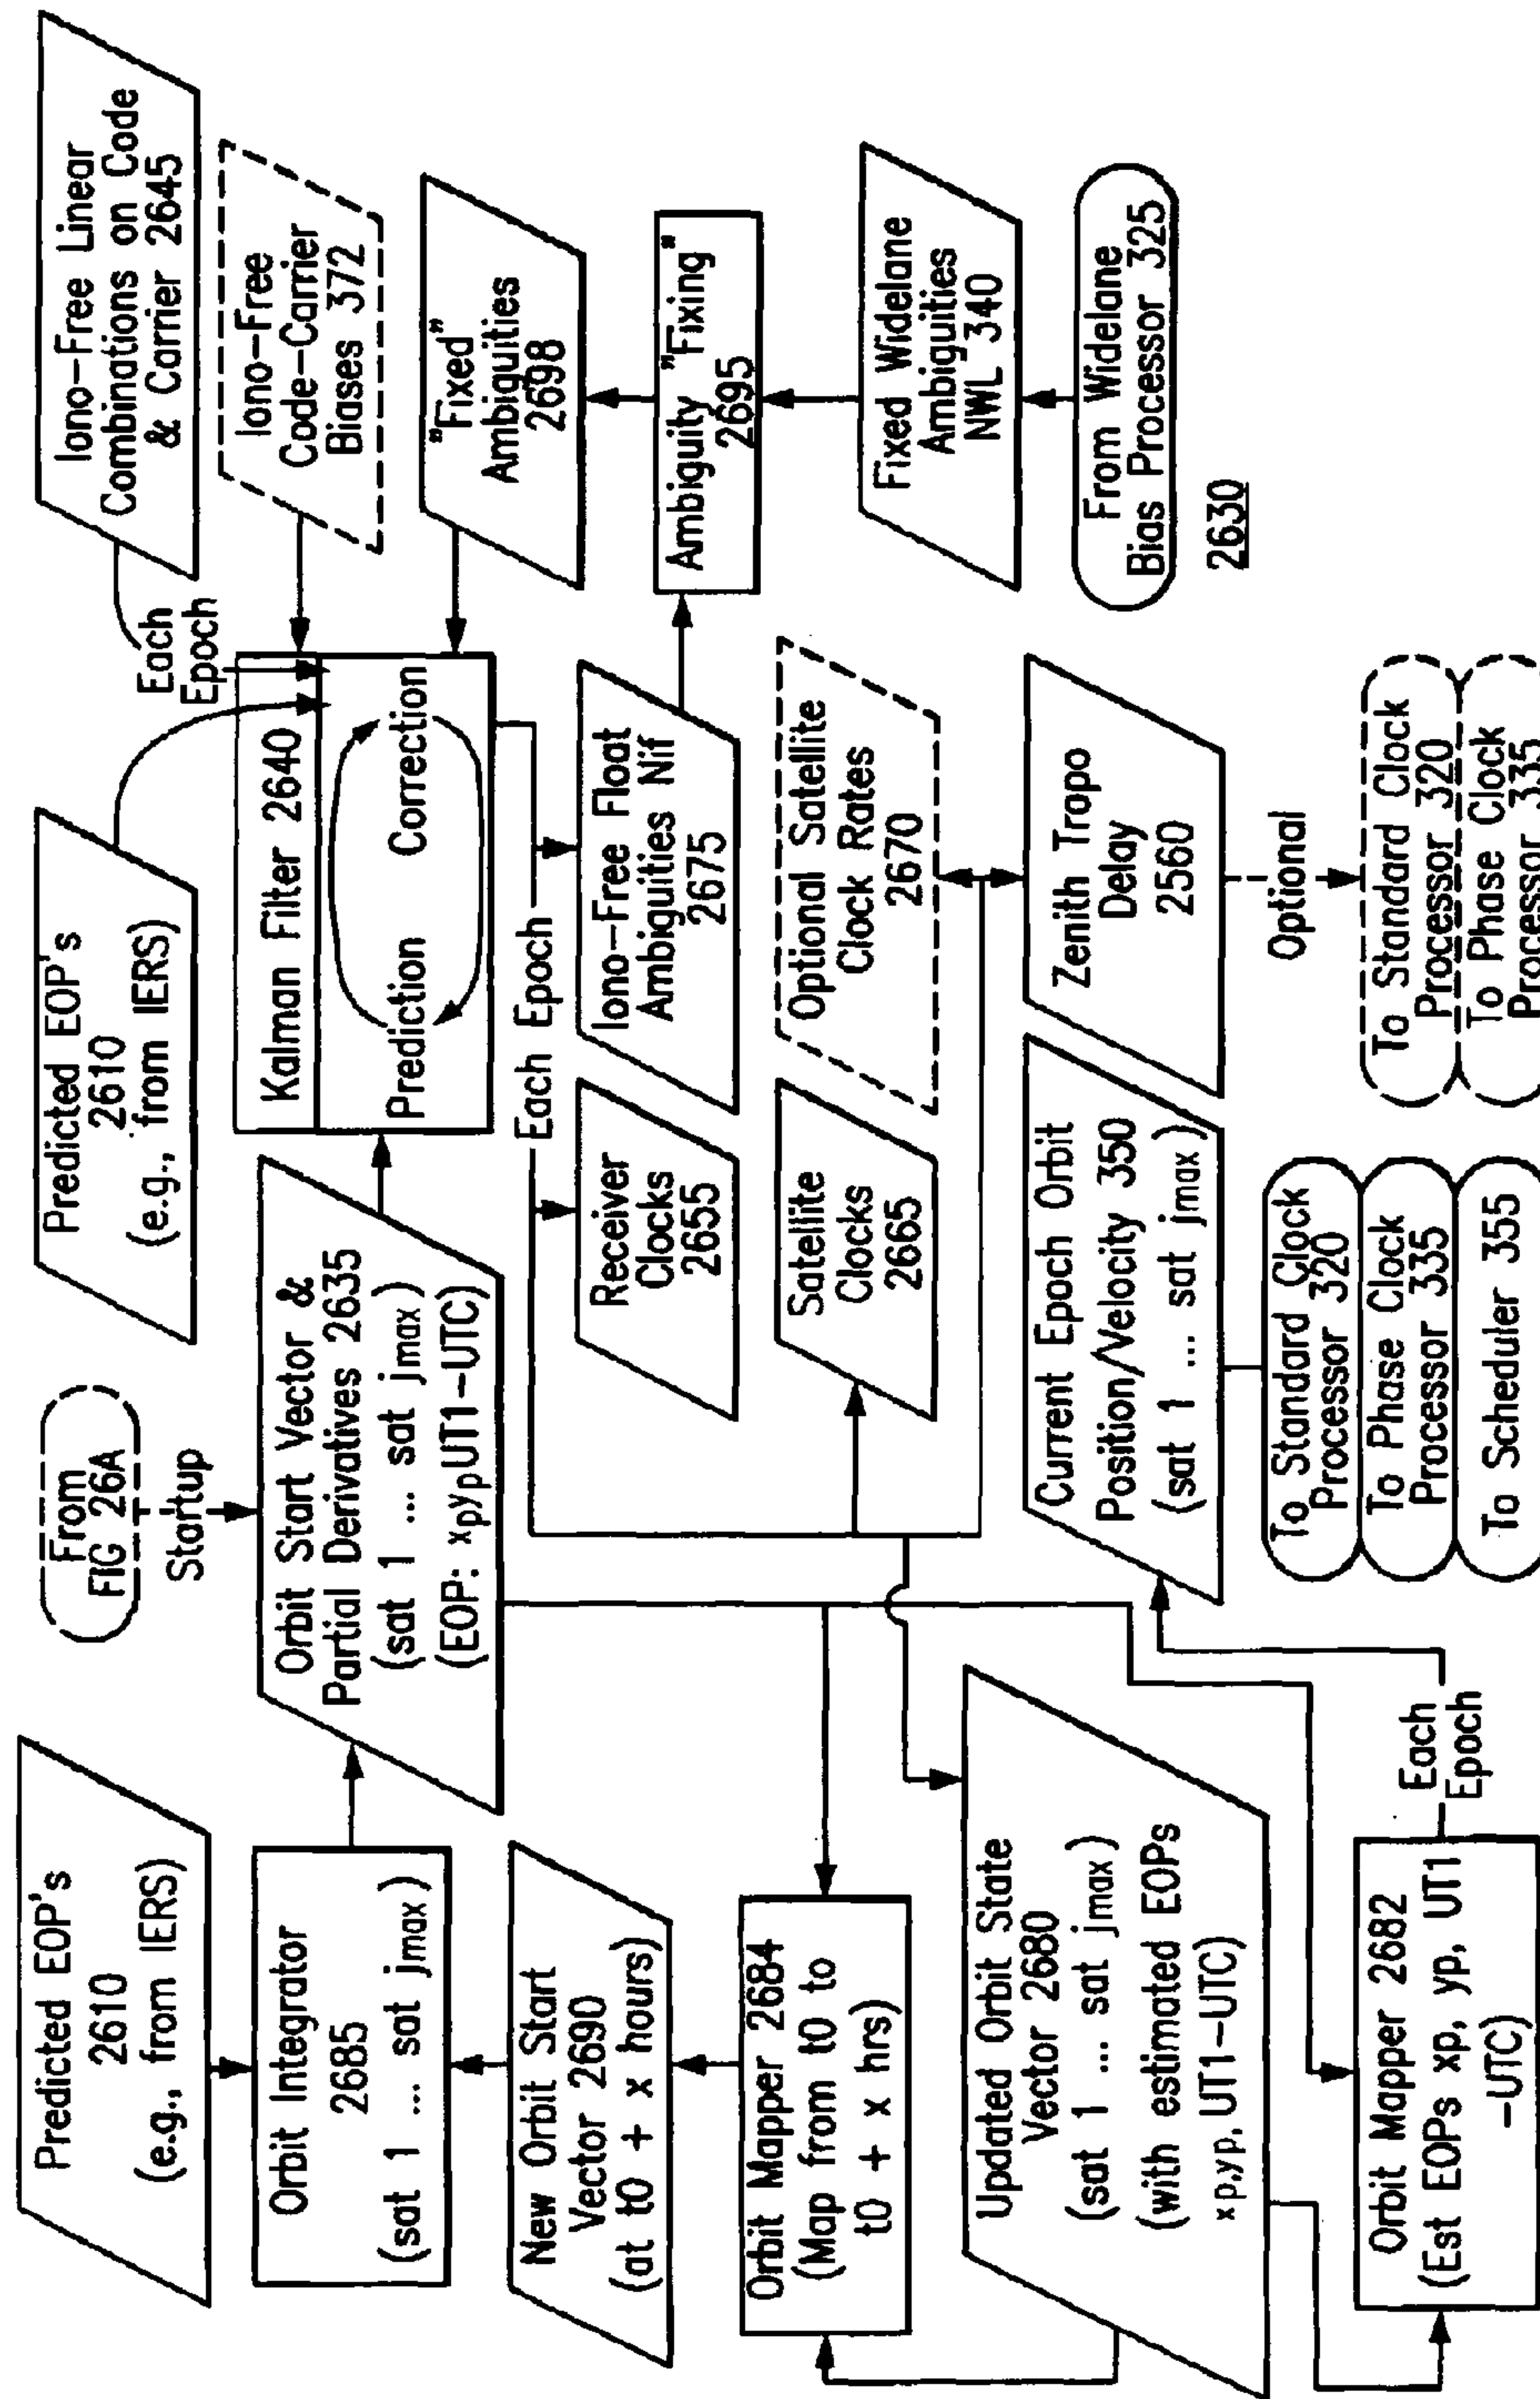 Predicted EOP's
2610
(e.g., from IERS)
Orbit Integrator
2685
(sat 1 ... sat jmax)
New Orbit Start
Vector 2690
(at t0 + x hours)
Orbit Mapper 2684
(Map from t0 to
t0 + x hrs)
Updated Orbit State
Vector 2680
(sat 1 ... sat jmax)
(with estimated EOPs
xp,yp, UT1-UTC)
Orbit Mapper 2682
(Est EOPs xp, yp, UT1
-UTC)
Each
Epoch
From
FIG 26A
Startup
Orbit Start Vector &
Partial Derivatives 2635
(sat 1 ... sat jmax)
(EOP: xpypUT1-UTC)
Predicted EOP's
2610
(e.g., from IERS)
Kalman Filter 2640
Prediction Correction
Each Epoch
Receiver
Clocks
2655
Satellite
Clocks
2665
Current Epoch Orbit
Position/Velocity 350
(sat 1 ... sat jmax)
To Standard Clock
Processor 320
To Phase Clock
Processor 335
To Scheduler 355
Iono-Free Float
Ambiguities Nif
2675
Optional Satellite
Clock Rates
2670
Zenith Tropo
Delay
2560
Optional
To Standard Clock
Processor 320
To Phase Clock
Processor 335
Each
Epoch
Iono-Free Linear
Combinations on Code
& Carrier 2645
Iono-Free
Code-Carrier
Biases 372
"Fixed"
Ambiguities
2698
Ambiguity "Fixing"
2695
Fixed Widelane
Ambiguities
NWL 340
From Widelane
Bias Processor 325
2630